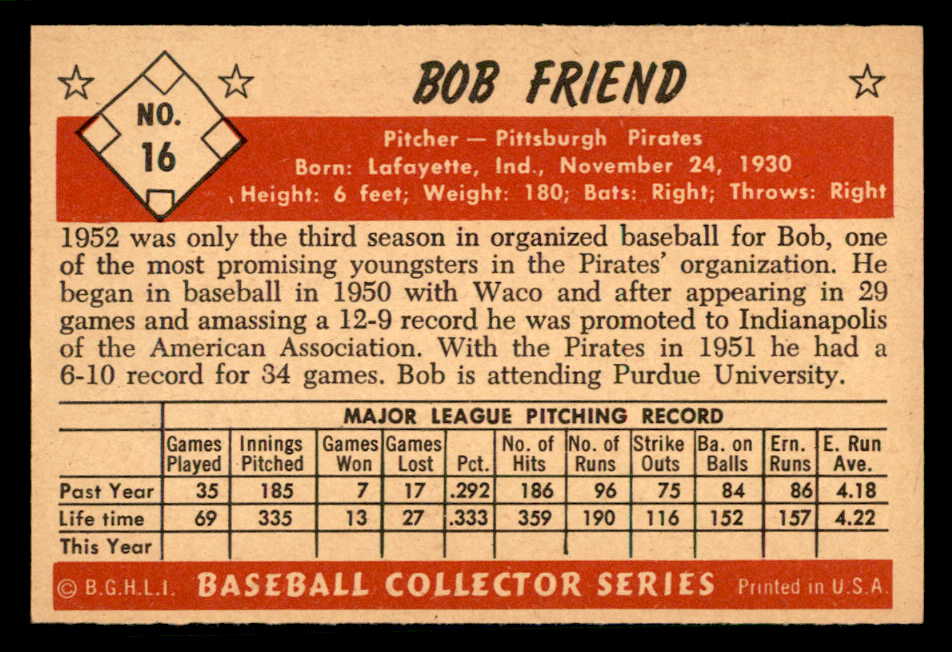 NO.
16
BOB FRIEND
Pitcher — Pittsburgh Pirates
Born: Lafayette, Ind., November 24, 1930
Height: 6 feet; Weight: 180; Bats: Right; Throws: Right
1952 was only the third season in organized baseball for Bob, one
of the most promising youngsters in the Pirates' organization. He
began in baseball in 1950 with Waco and after appearing in 29
games and amassing a 12-9 record he was promoted to Indianapolis
of the American Association. With the Pirates in 1951 he had a
6-10 record for 34 games. Bob is attending Purdue University.
MAJOR LEAGUE PITCHING RECORD
Games Innings Games Games No. of No. of Strike Ba. on Ern. E. Run
Played Pitched Won Lost Pct. Hits Runs Outs Balls Runs Ave.
Past Year 35 185 7 17 .292 186 96 75 84 86 4.18
Life time 69 335 13 27 .333 359 190 116 152 157 4.22
This Year
© B.G.H.L.I. BASEBALL COLLECTOR SERIES Printed in U.S.A.